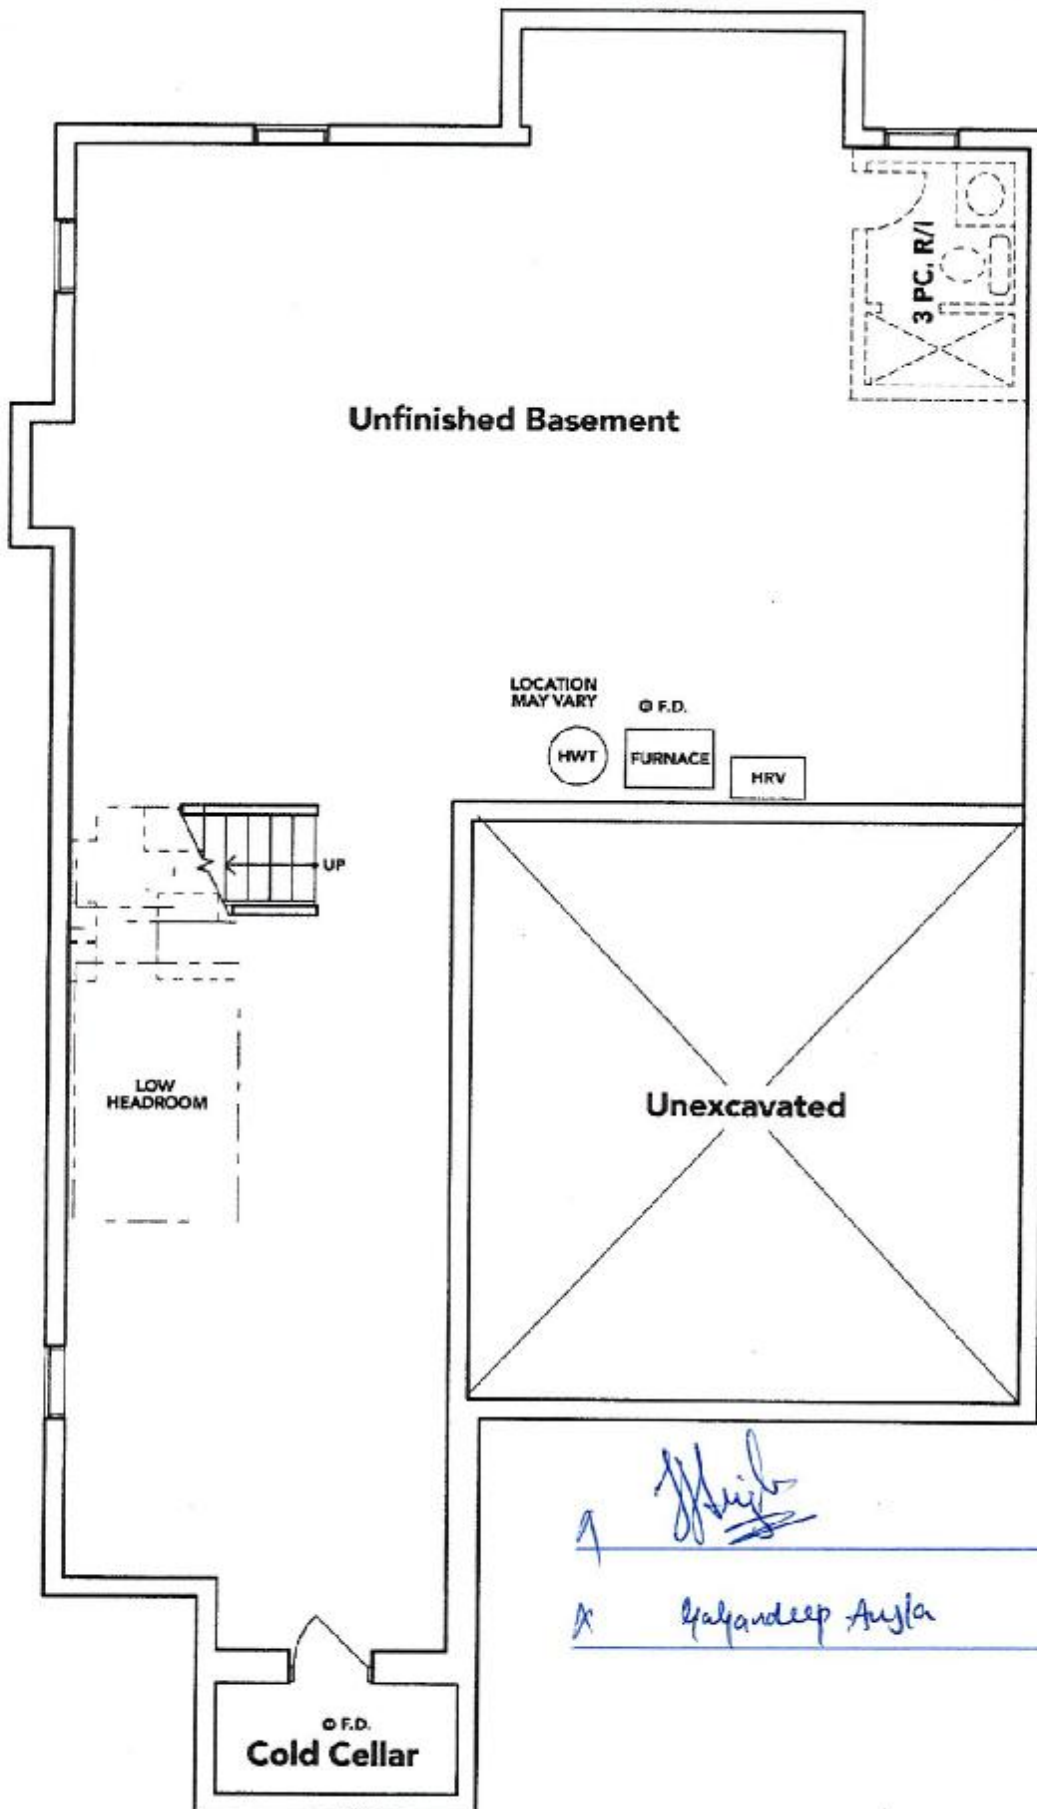 3 PC. R/I
Unfinished Basement
LOCATION
MAY VARY
F.D.
HWT
FURNACE
HRV
UP
LOW
HEADROOM
Unexcavated
X
F.D.
Cold Cellar